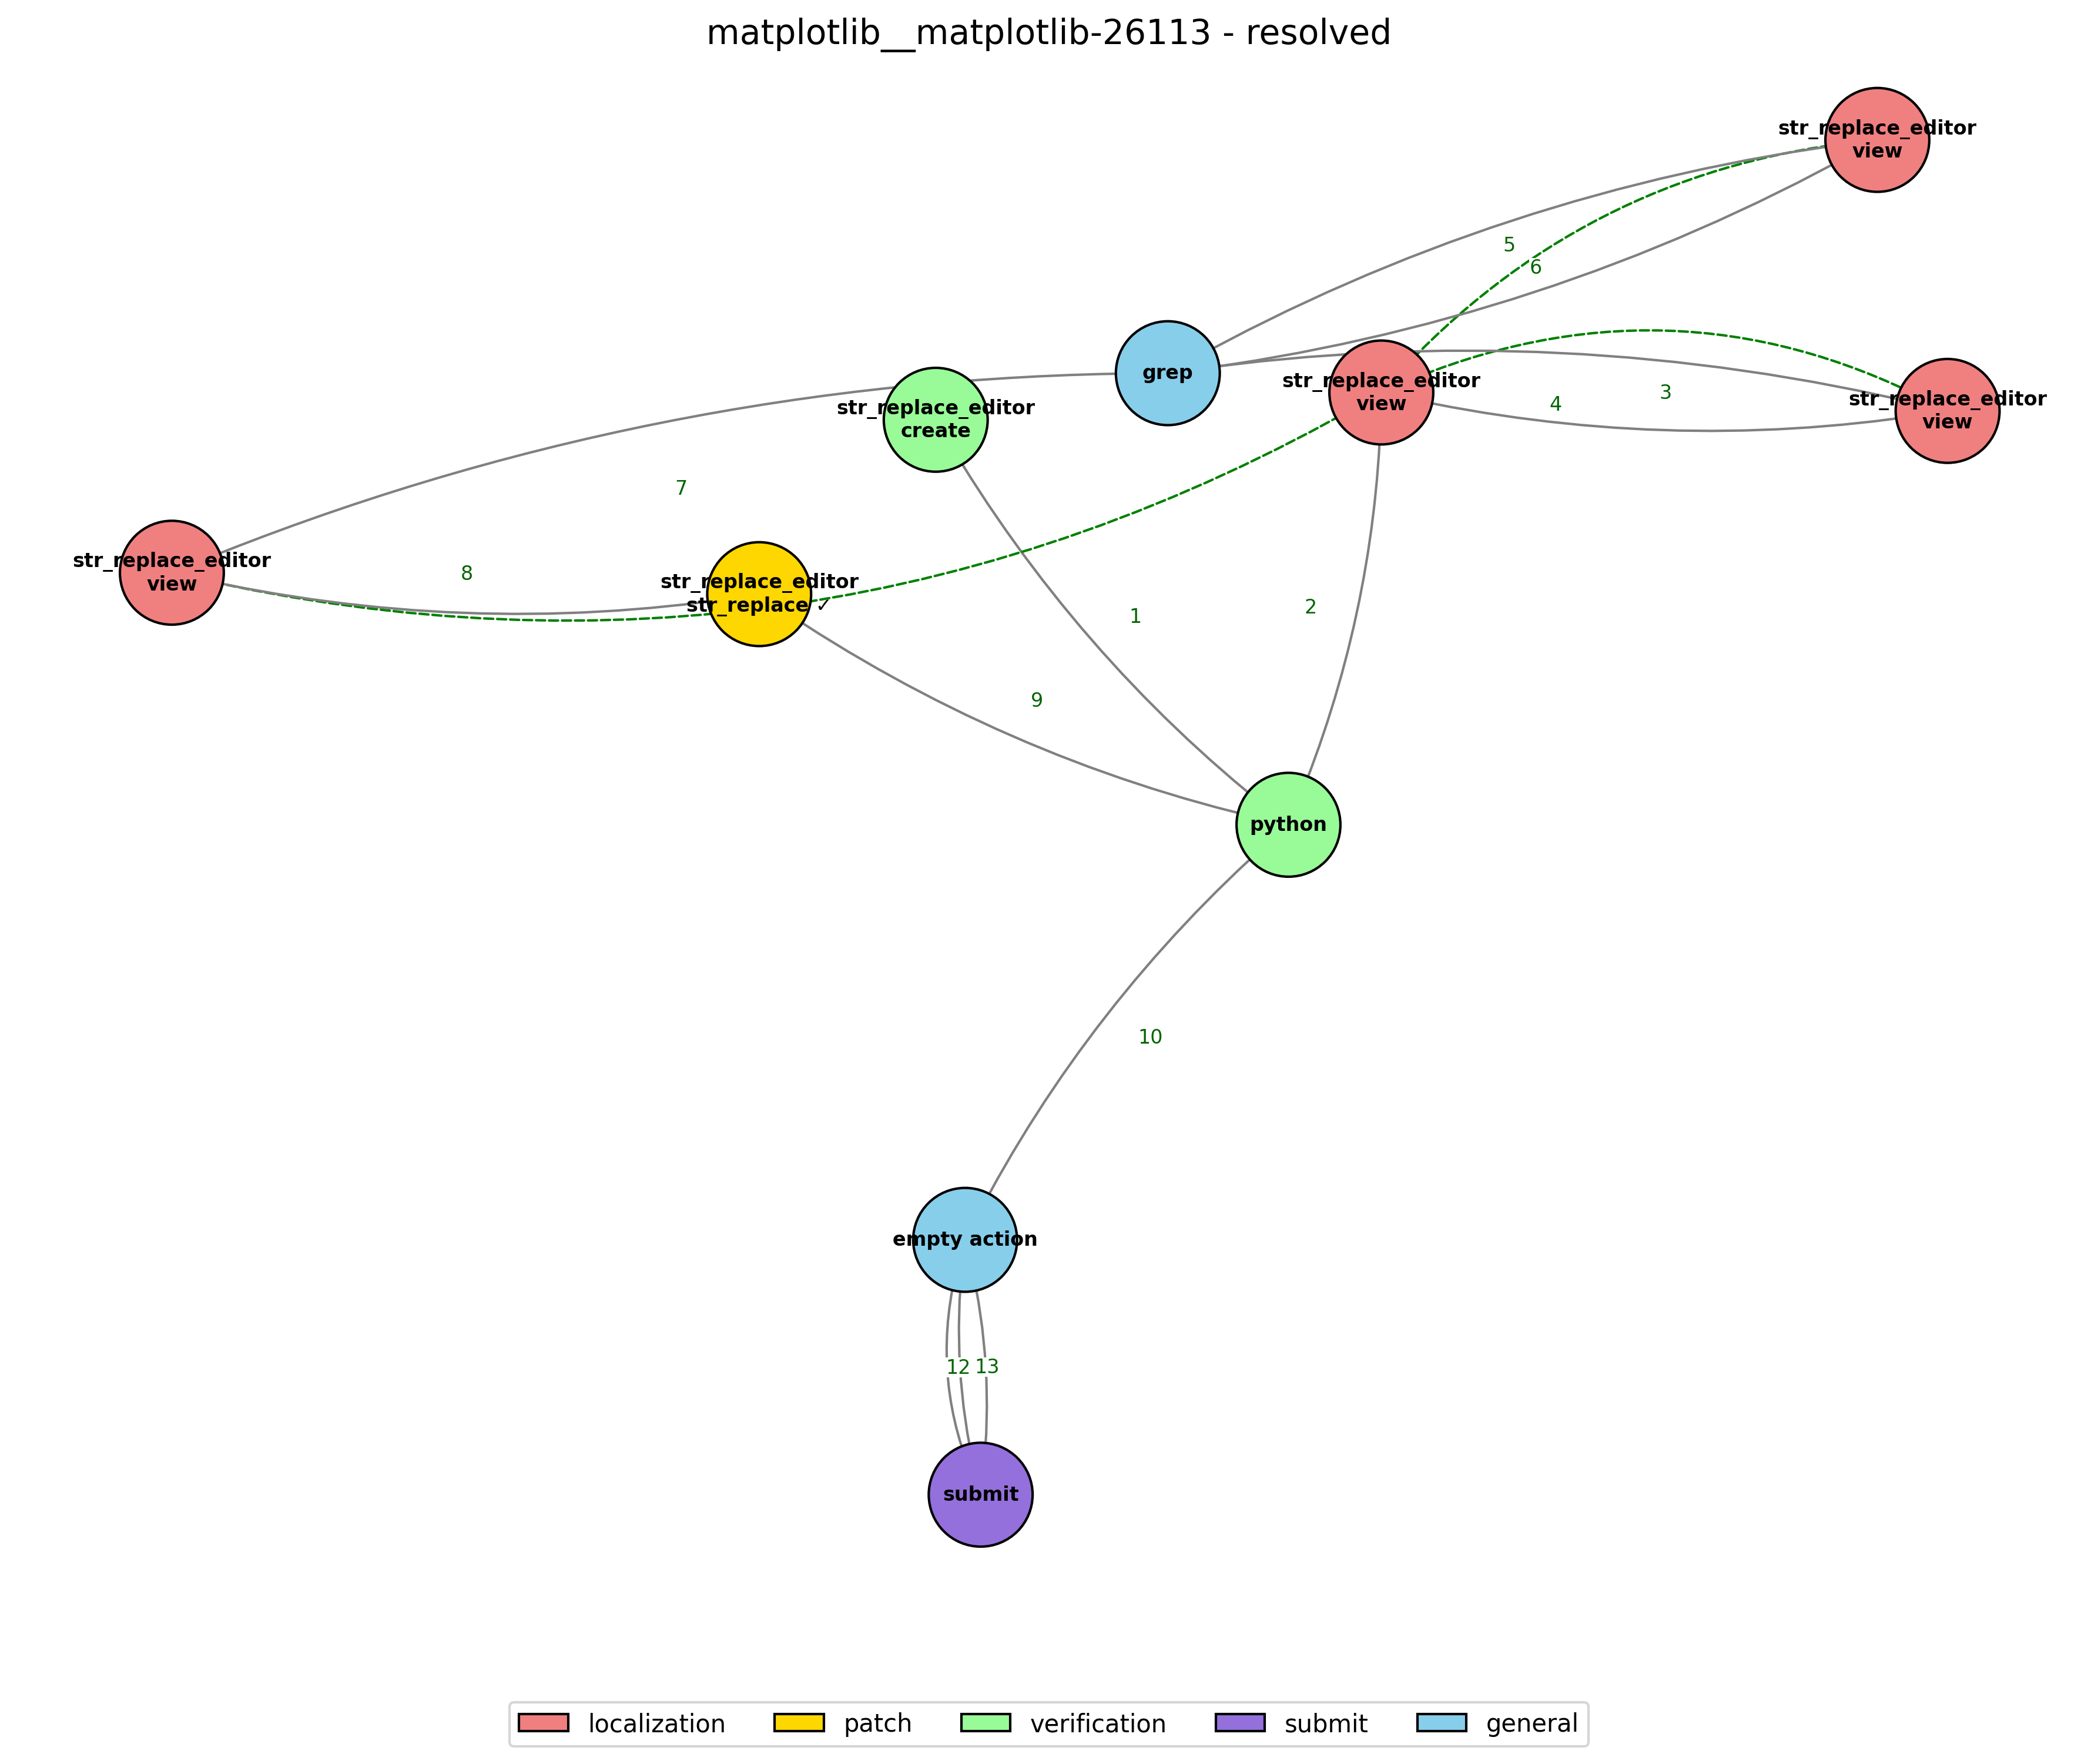 matplotlib__matplotlib-26113 - resolved
str_replace_editor
view
5
6
grep
str_replace_editor
view
3
4
str_replace_editor
view
str_replace_editor
create
7
str_replace_editor
view
8
str_replace_editor
str_replace ✓
1
2
9
python
10
empty action
12
13
submit
localization
patch
verification
submit
general